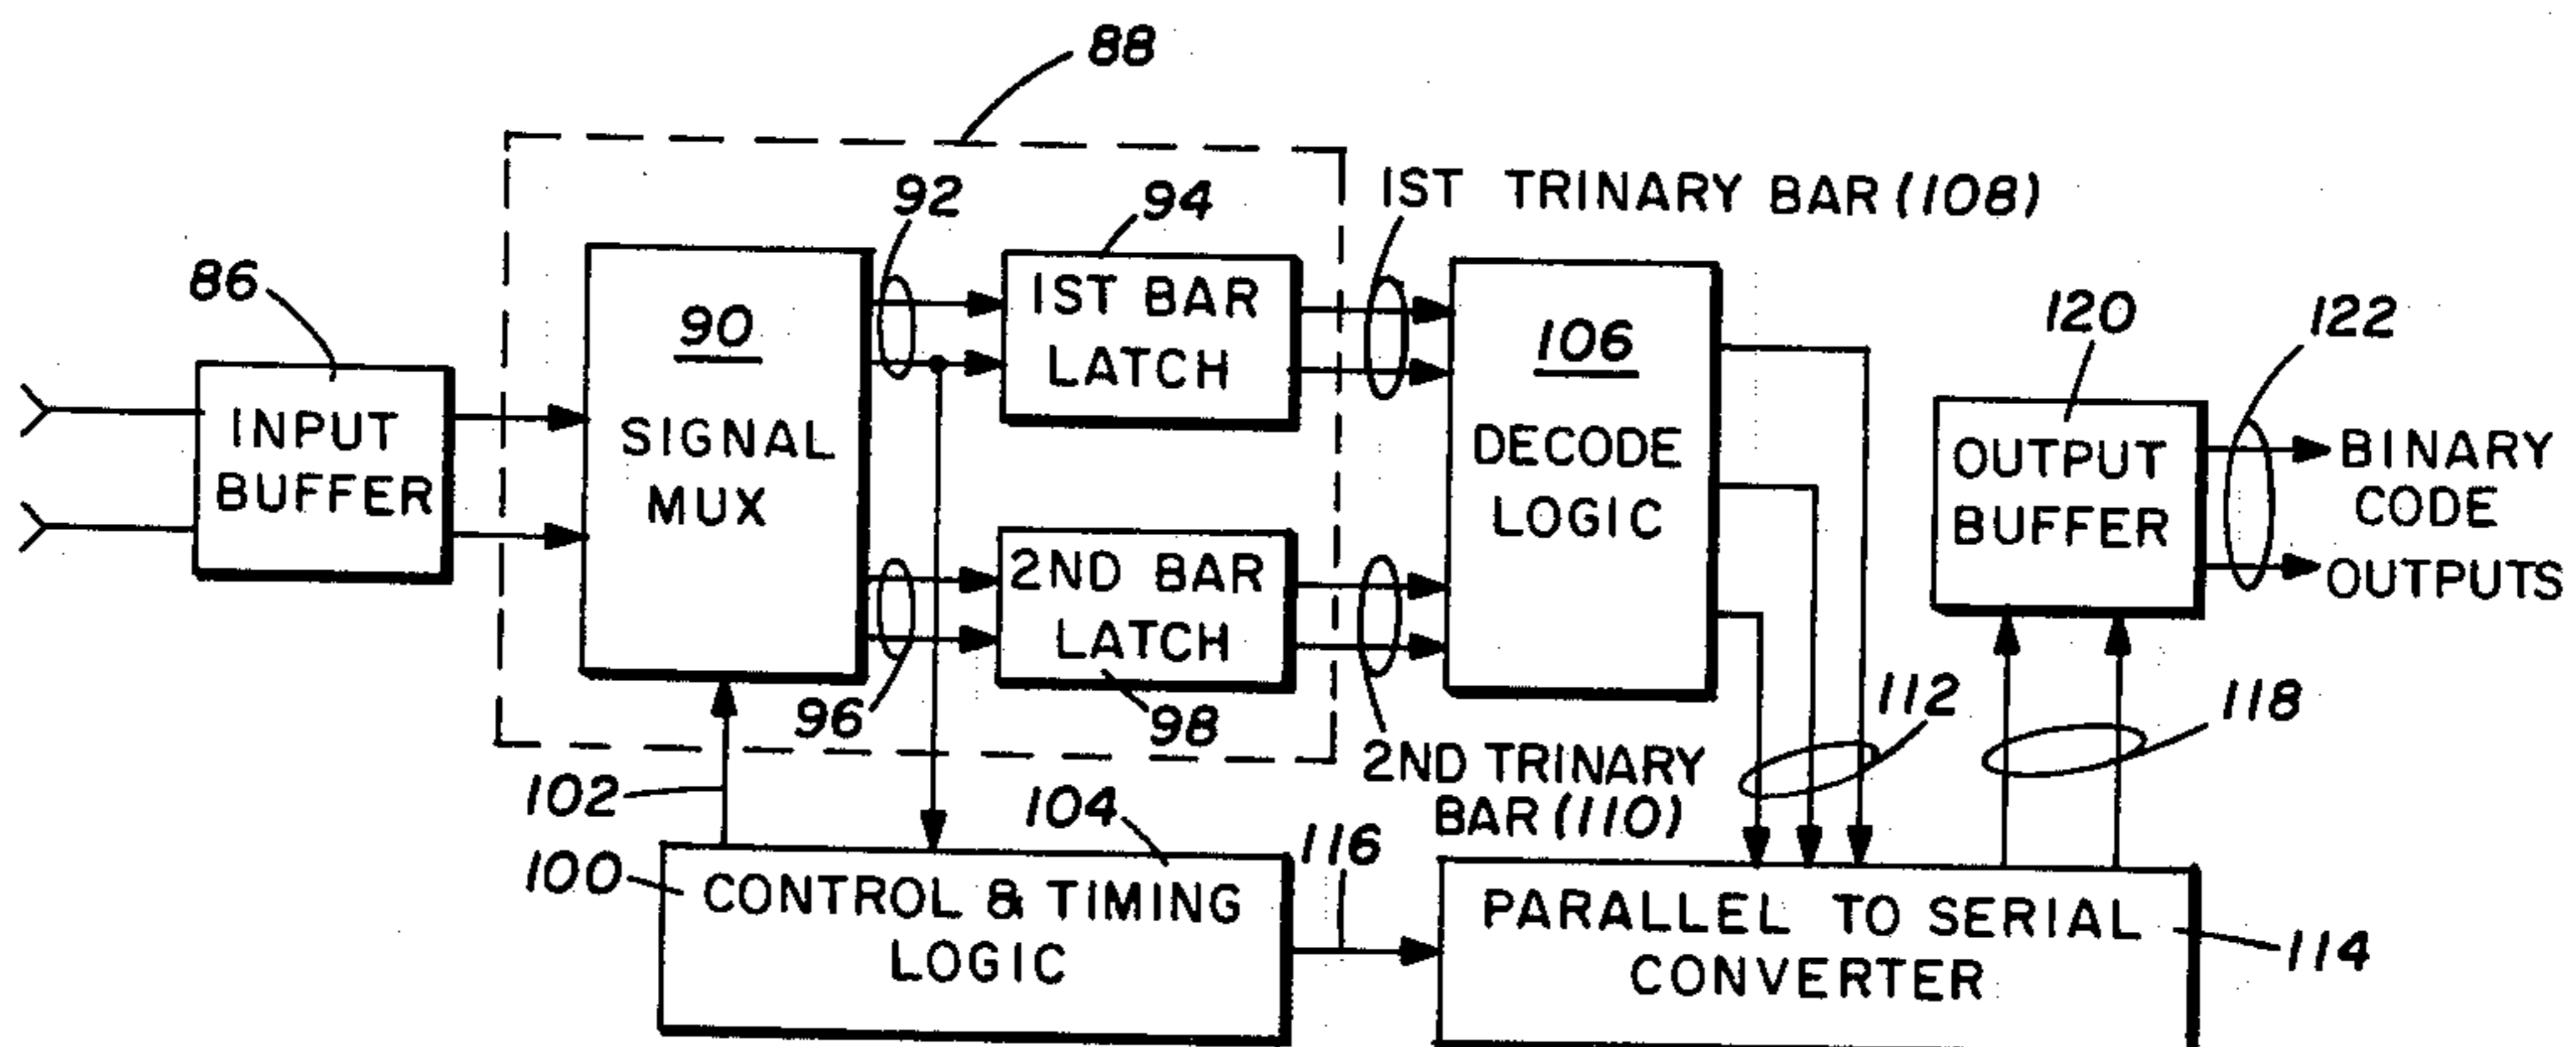 88
92
94
1ST TRINARY BAR (108)
86
90
SIGNAL
MUX
1ST BAR
LATCH
106
DECODE
LOGIC
120
122
INPUT
BUFFER
OUTPUT
BUFFER
BINARY
CODE
OUTPUTS
2ND BAR
LATCH
96
98
112
118
102
104
2ND TRINARY
BAR (110)
116
100
CONTROL & TIMING
LOGIC
PARALLEL TO SERIAL
CONVERTER
114